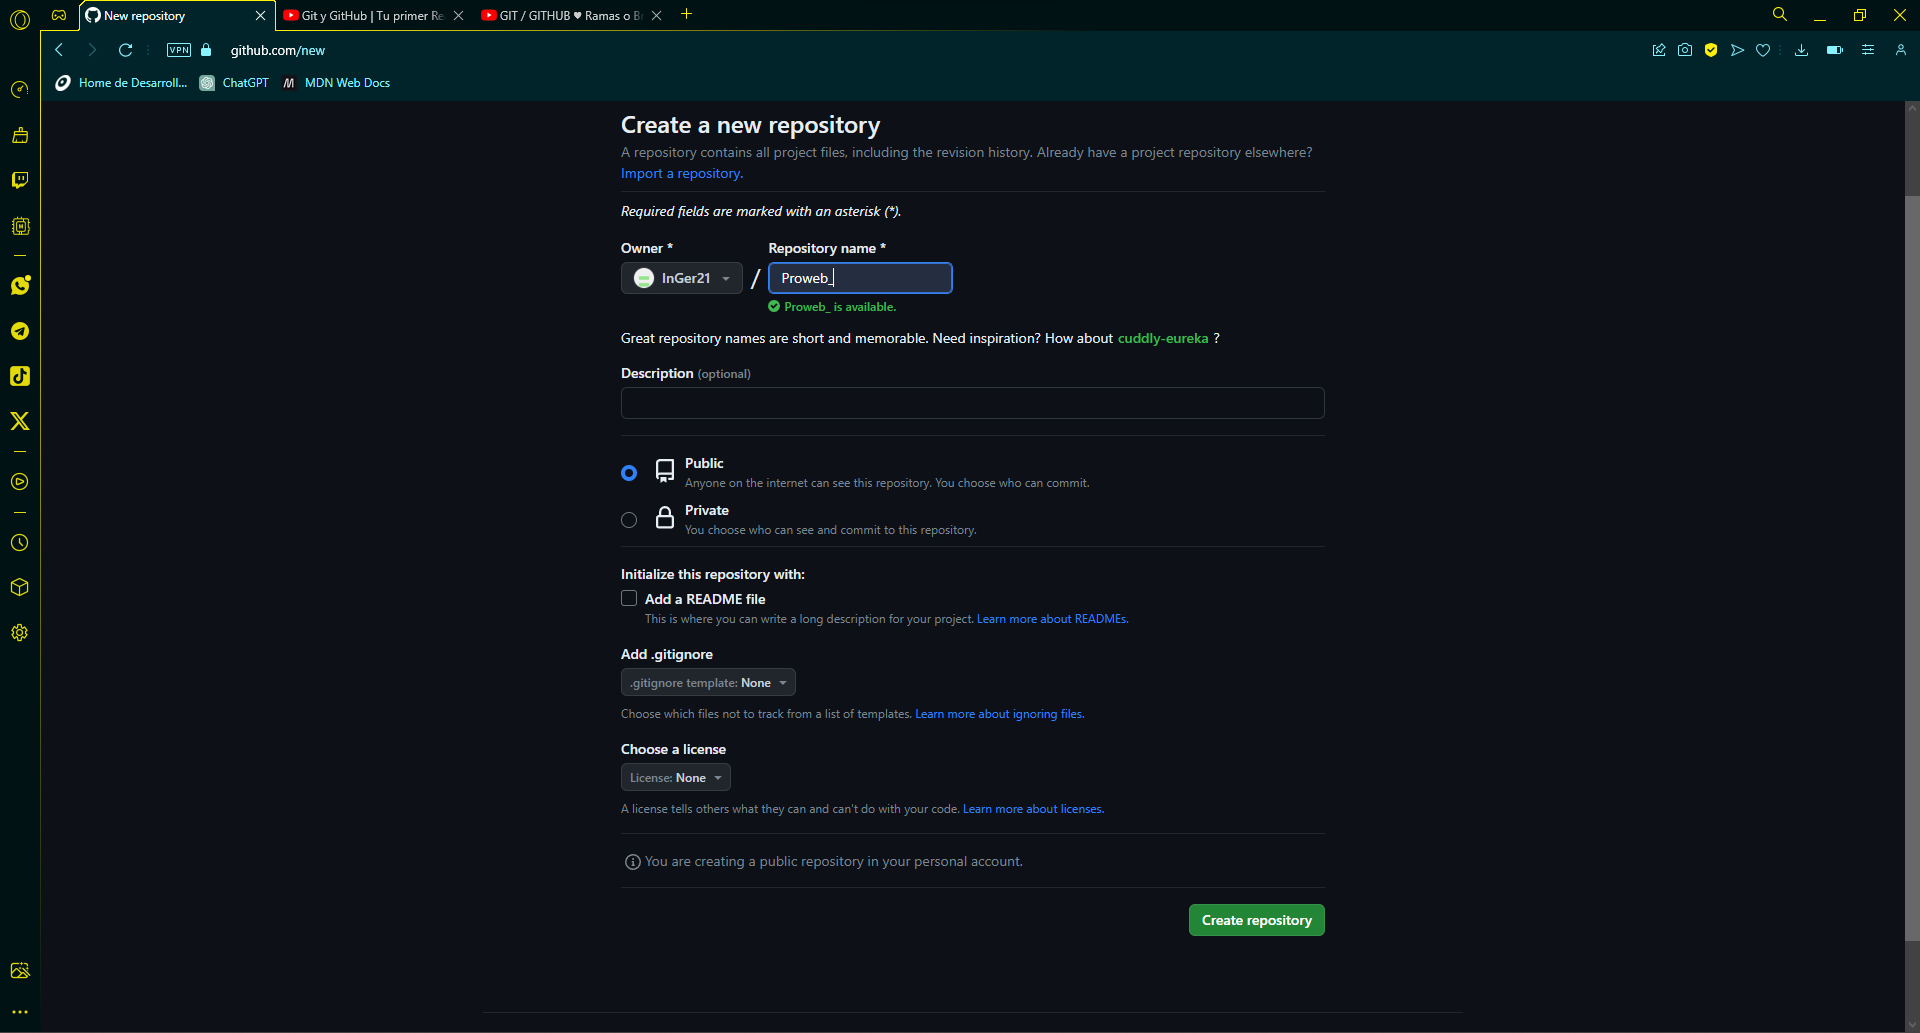 New repository
Git y GitHub | Tu primer Re
GIT / GITHUB ♥ Ramas o B
VPN
github.com/new
Home de Desarroll...
ChatGPT
MDN Web Docs
Create a new repository
A repository contains all project files, including the revision history. Already have a project repository elsewhere?
Import a repository.
Required fields are marked with an asterisk (*).
Owner *
Repository name *
InGer21
/
Proweb_
Proweb_ is available.
Great repository names are short and memorable. Need inspiration? How about cuddly-eureka ?
Description (optional)
Public
Anyone on the internet can see this repository. You choose who can commit.
Private
You choose who can see and commit to this repository.
Initialize this repository with:
Add a README file
This is where you can write a long description for your project. Learn more about READMEs.
Add .gitignore
.gitignore template: None
Choose which files not to track from a list of templates. Learn more about ignoring files.
Choose a license
License: None
A license tells others what they can and can't do with your code. Learn more about licenses.
You are creating a public repository in your personal account.
Create repository